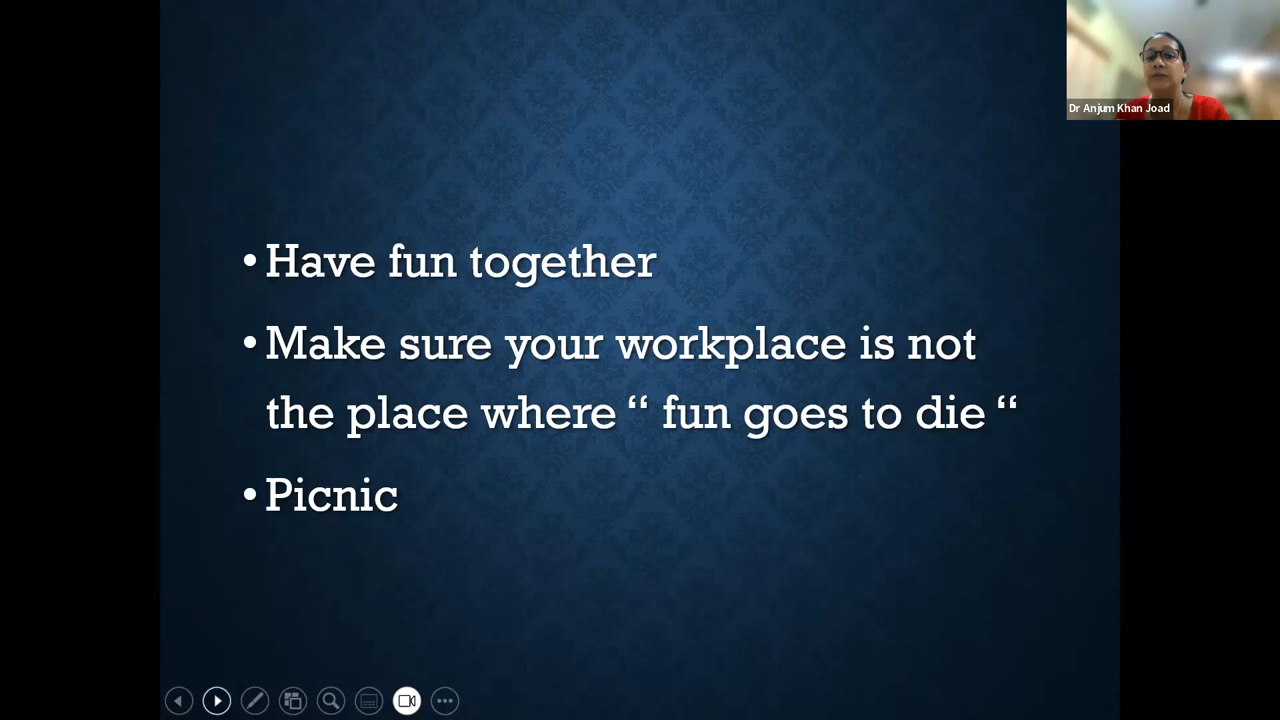 Dr Anjum Khan Joad
• Have fun together
• Make sure your workplace is not
the place where “ fun goes to die “
• Picnic